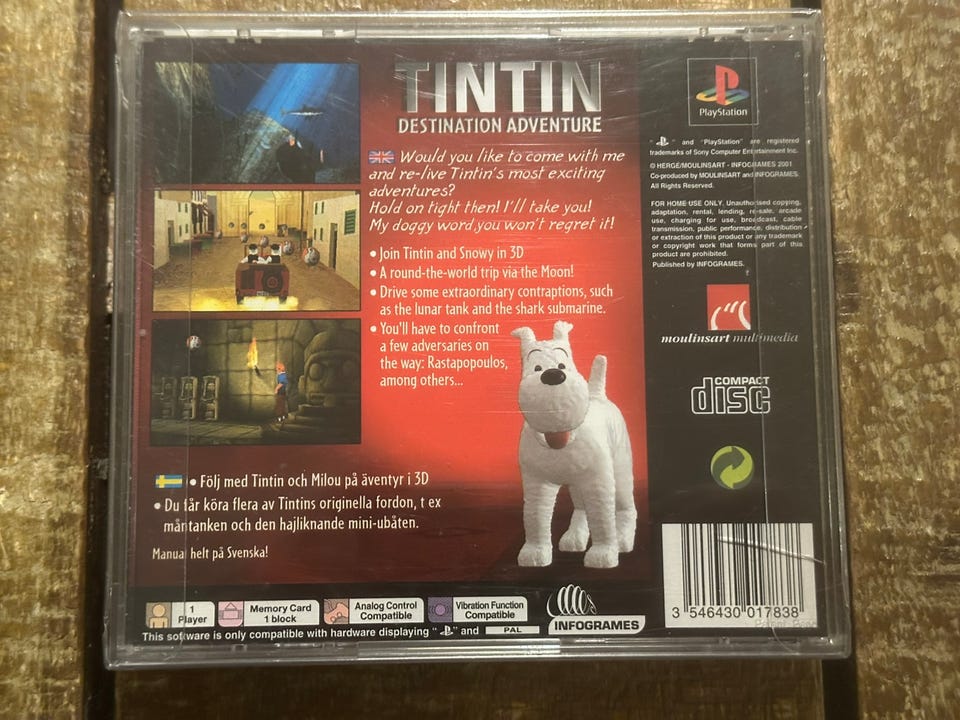 TINTIN
DESTINATION ADVENTURE
Would you like to come with me
and re-live Tintin's most exciting
adventures?
Hold on tight then! I'll take you!
My doggy word,you won't regret it!
• Join Tintin and Snowy in 3D
• A round-the-world trip via the Moon!
• Drive some extraordinary contraptions, such
as the lunar tank and the shark submarine.
• You'll have to confront
a few adversaries on
the way: Rastapopoulos,
among others...
• Följ med Tintin och Milou på äventyr i 3D
• Du får köra flera av Tintins originella fordon, t ex
måntanken och den hajliknande mini-ubåten.
Manual helt på Svenska!
PlayStation
" " and "PlayStation" are registered
trademarks of Sony Computer Entertainment Inc.
© HERGÉ/MOULINSART - INFOGRAMES 2001
Co-produced by MOULINSART and INFOGRAMES.
All Rights Reserved.
FOR HOME USE ONLY. Unauthorised copying,
adaptation, rental, lending, re-sale, arcade
use, charging for use, broadcast, cable
transmission, public performance, distribution
or extraction of this product or any trademark
or copyright work that forms part of this
product are prohibited.
Published by INFOGRAMES.
moulinsart multimedia
COMPACT
disc
3 546430 017838
1
Player
Memory Card
1 block
Analog Control
Compatible
Vibration Function
Compatible
INFOGRAMES
This software is only compatible with hardware displaying " " and PAL